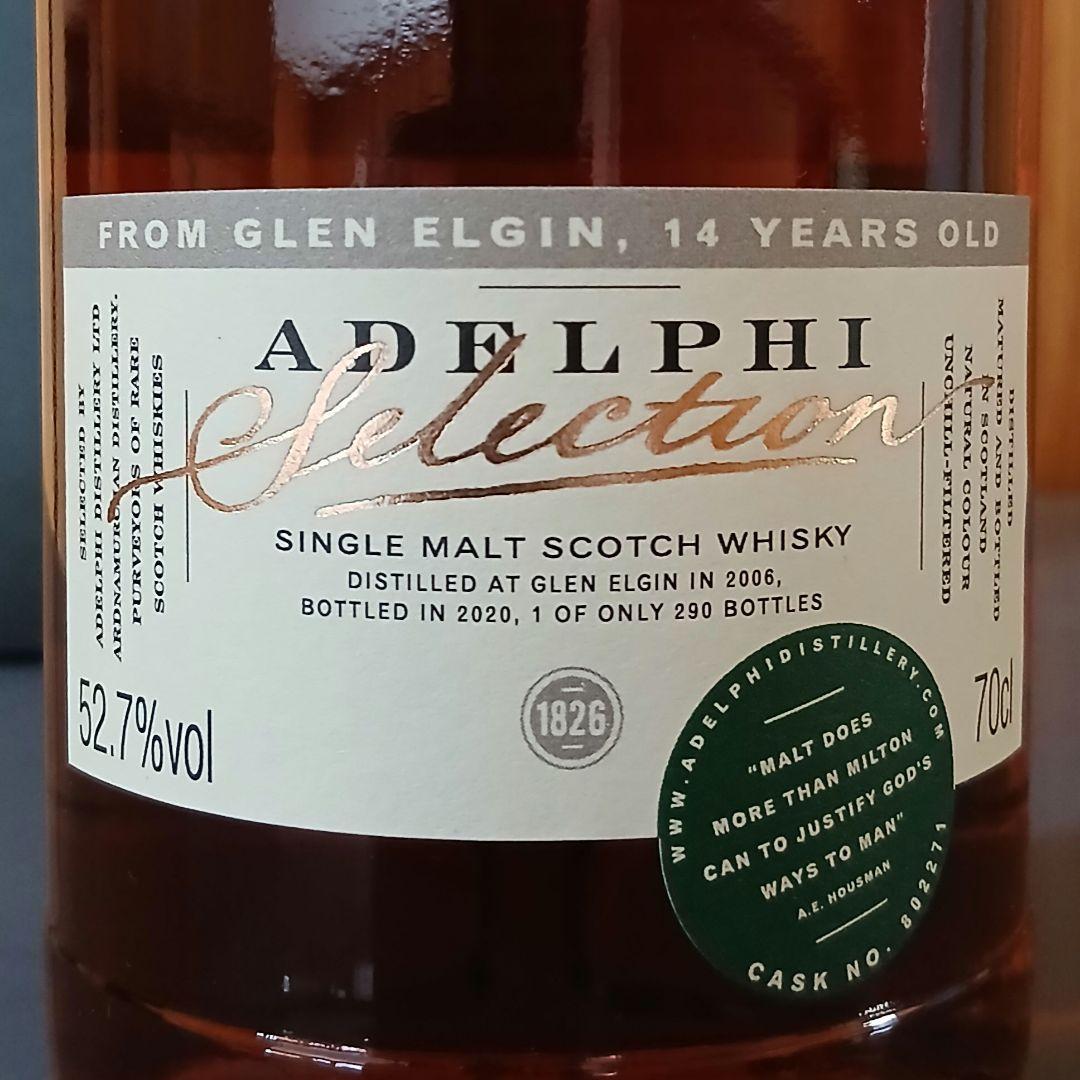 FROM GLEN ELGIN, 14 YEARS OLD
ADELPHI
Selection
SINGLE MALT SCOTCH WHISKY
DISTILLED AT GLEN ELGIN IN 2006,
BOTTLED IN 2020, 1 OF ONLY 290 BOTTLES
SELECTED BY
ADELPHI DISTILLERY LTD
ARDNAMURCHAN DISTILLERY.
PURVEYORS OF RARE
SCOTCH WHISKIES
DISTILLED
MATURED AND BOTTLED
IN SCOTLAND
NATURAL COLOUR
UNCHILL-FILTERED
52.7%vol
1826
70cl
WWW.ADELPHIDISTILLERY.COM
"MALT DOES
MORE THAN MILTON
CAN TO JUSTIFY GOD'S
WAYS TO MAN"
A.E. HOUSMAN
CASK NO. 802271